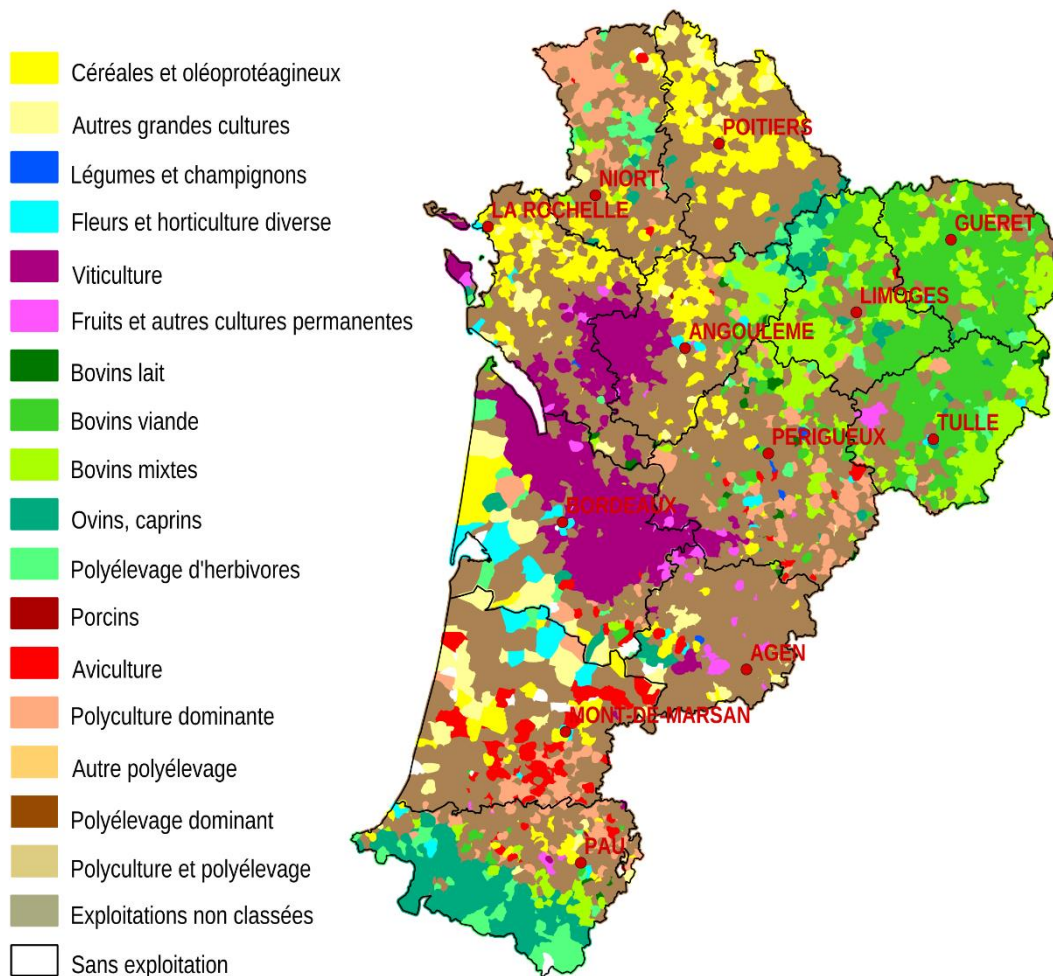 Céréales et oléoprotéagineux
Autres grandes cultures
Légumes et champignons
Fleurs et horticulture diverse
Viticulture
Fruits et autres cultures permanentes
Bovins lait
Bovins viande
Bovins mixtes
Ovins, caprins
Polyélevage d'herbivores
Porcins
Aviculture
Polyculture dominante
Autre polyélevage
Polyélevage dominant
Polyculture et polyélevage
Exploitations non classées
Sans exploitation
POITIERS
NIORT
LA ROCHELLE
GUERET
LIMOGES
ANGOULEME
TULLE
PERIGUEUX
BORDEAUX
AGEN
MONT-DE-MARSAN
PAU